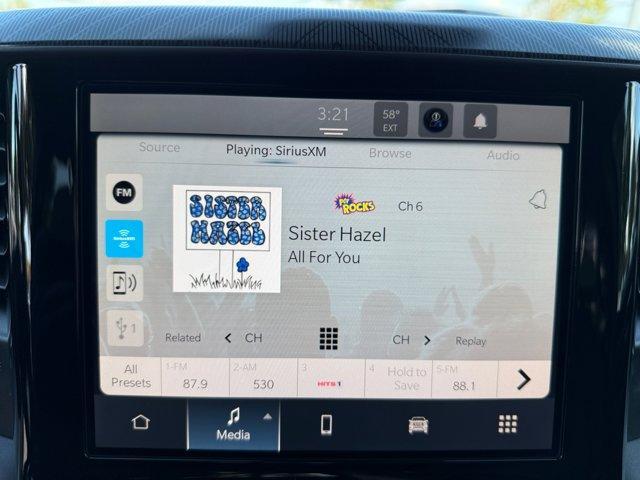 3:21
58°
EXT
Source
Playing: SiriusXM
Browse
Audio
FM
SiriusXM
1
SISTER
HAZEL
ROCKS
Ch 6
Sister Hazel
All For You
Related
CH
CH
Replay
All
Presets
1-FM
87.9
2-AM
530
3
HITS 1
4
Hold to
Save
5-FM
88.1
Media